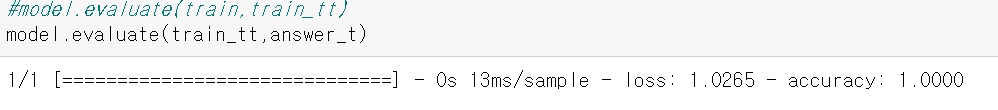 #model.evaluate(train,train_tt)
model.evaluate(train_tt,answer_t)
1/1 [==============================] - 0s 13ms/sample - loss: 1.0265 - accuracy: 1.0000